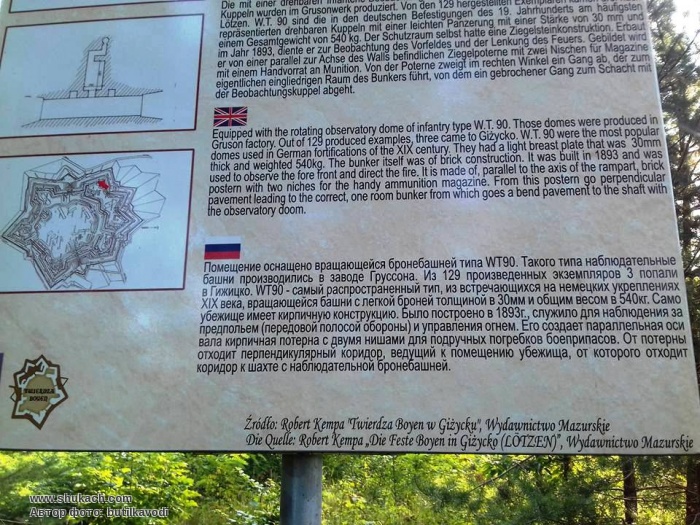 Die mit einer drehbaren
Kuppeln wurden im Grusonwerk produziert. Von den 129 hergestellten Exemplaren
Lötzen. W.T. 90 sind die in den deutschen Befestigungen des 19. Jahrhunderts am häufigsten
repräsentierten drehbaren Kuppeln mit einer leichten Panzerung mit einer Stärke von 30 mm und
einem Gesamtgewicht von 540 kg. Der Schutzraum selbst hatte eine Ziegelsteinkonstruktion. Erbaut
im Jahr 1893, diente er zur Beobachtung des Vorfeldes und der Lenkung des Feuers. Gebildet wird
er von einer parallel zur Achse des Walls befindlichen Ziegelpoterne mit zwei Nischen für Magazine
mit einem Handvorrat an Munition. Von der Poterne zweigt im rechten Winkel ein Gang ab, der zum
eigentlichen eingliedrigen Raum des Bunkers führt, von dem ein gebrochener Gang zum Schacht mit
der Beobachtungskuppel abgeht.
Equipped with the rotating observatory dome of infantry type W.T. 90. Those domes were produced in
Gruson factory. Out of 129 produced examples, three came to Giżycko. W.T. 90 were the most popular
domes used in German fortifications of the XIX century. They had a light breast plate that was 30mm
thick and weighted 540kg. The bunker itself was of brick construction. It was built in 1893 and was
used to observe the fore front and direct the fire. It is made of, parallel to the axis of the rampart, brick
postern with two niches for the handy ammunition magazine. From this postern go perpendicular
pavement leading to the correct, one room bunker from which goes a bend pavement to the shaft with
the observatory doom.
Помещение оснащено вращающейся бронебашней типа WT90. Такого типа наблюдательные
башни производились в заводе Груссона. Из 129 произведенных экземпляров 3 попали
в Гижицко. WT90 - самый распространенный тип, из встречающихся на немецких укреплениях
XIX века, вращающейся башни с легкой броней толщиной в 30мм и общим весом в 540кг. Само
убежище имеет кирпичную конструкцию. Было построено в 1893г., служило для наблюдения за
предпольем (передовой полосой обороны) и управления огнем. Его создает параллельная оси
вала кирпичная потерна с двумя нишами для подручных погребков боеприпасов. От потерны
отходит перпендикулярный коридор, ведущий к помещению убежища, от которого отходит
коридор к шахте с наблюдательной бронебашней.
TWIERDZA
BOYEN
Źródło: Robert Kempa "Twierdza Boyen w Giżycku", Wydawnictwo Mazurskie
Die Quelle: Robert Kempa „Die Feste Boyen in Giżycko (LÖTZEN)”, Wydawnictwo Mazurskie
www.shukach.com
Автор фото: butilkavodi